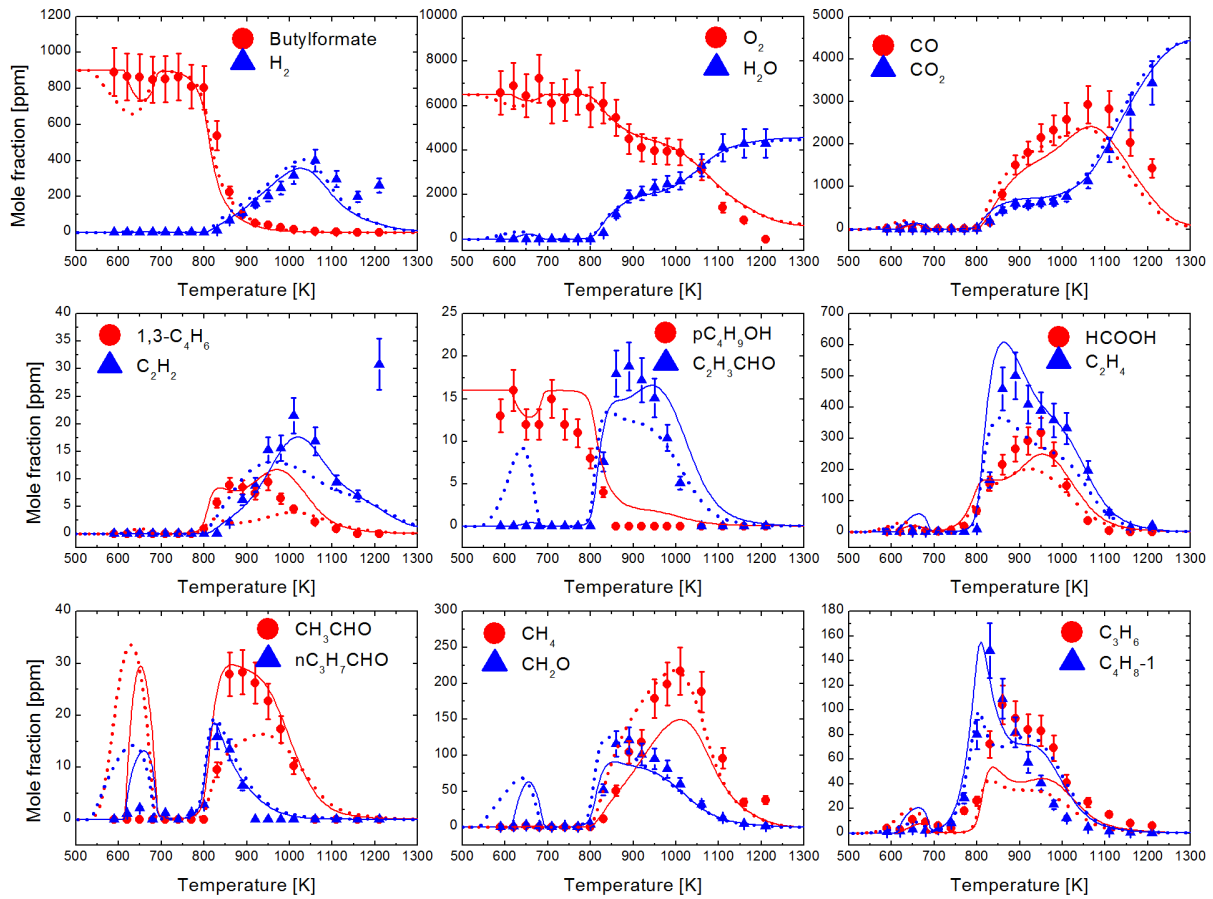 Mole fraction [ppm]
1200
1000
800
600
400
200
0
Butylformate
H₂
500 600 700 800 900 1000 1100 1200 1300
Temperature [K]
10000
8000
6000
4000
2000
0
O₂
H₂O
500 600 700 800 900 1000 1100 1200 1300
Temperature [K]
5000
4000
3000
2000
1000
0
CO
CO₂
500 600 700 800 900 1000 1100 1200 1300
Temperature [K]
Mole fraction [ppm]
40
35
30
25
20
15
10
5
0
1,3-C₄H₆
C₂H₂
500 600 700 800 900 1000 1100 1200 1300
Temperature [K]
25
20
15
10
5
0
pC₄H₉OH
C₂H₃CHO
500 600 700 800 900 1000 1100 1200 1300
Temperature [K]
700
600
500
400
300
200
100
0
HCOOH
C₂H₄
500 600 700 800 900 1000 1100 1200 1300
Temperature [K]
Mole fraction [ppm]
40
30
20
10
0
CH₃CHO
nC₃H₇CHO
500 600 700 800 900 1000 1100 1200 1300
Temperature [K]
300
250
200
150
100
50
0
CH₄
CH₂O
500 600 700 800 900 1000 1100 1200 1300
Temperature [K]
180
160
140
120
100
80
60
40
20
0
C₃H₆
C₄H₈-1
500 600 700 800 900 1000 1100 1200 1300
Temperature [K]